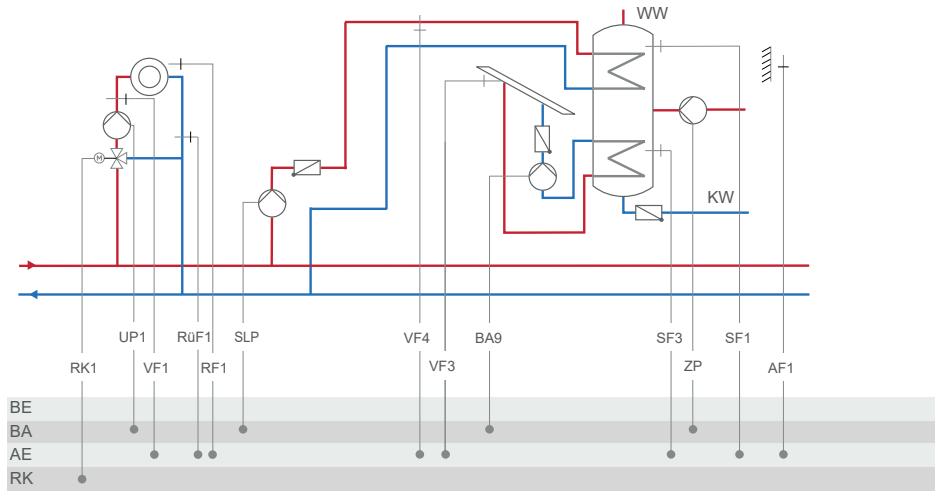 WW
M
KW
UP1
RüF1
SLP
VF4
BA9
SF3
SF1
RK1
VF1
RF1
VF3
ZP
AF1
BE
BA
AE
RK